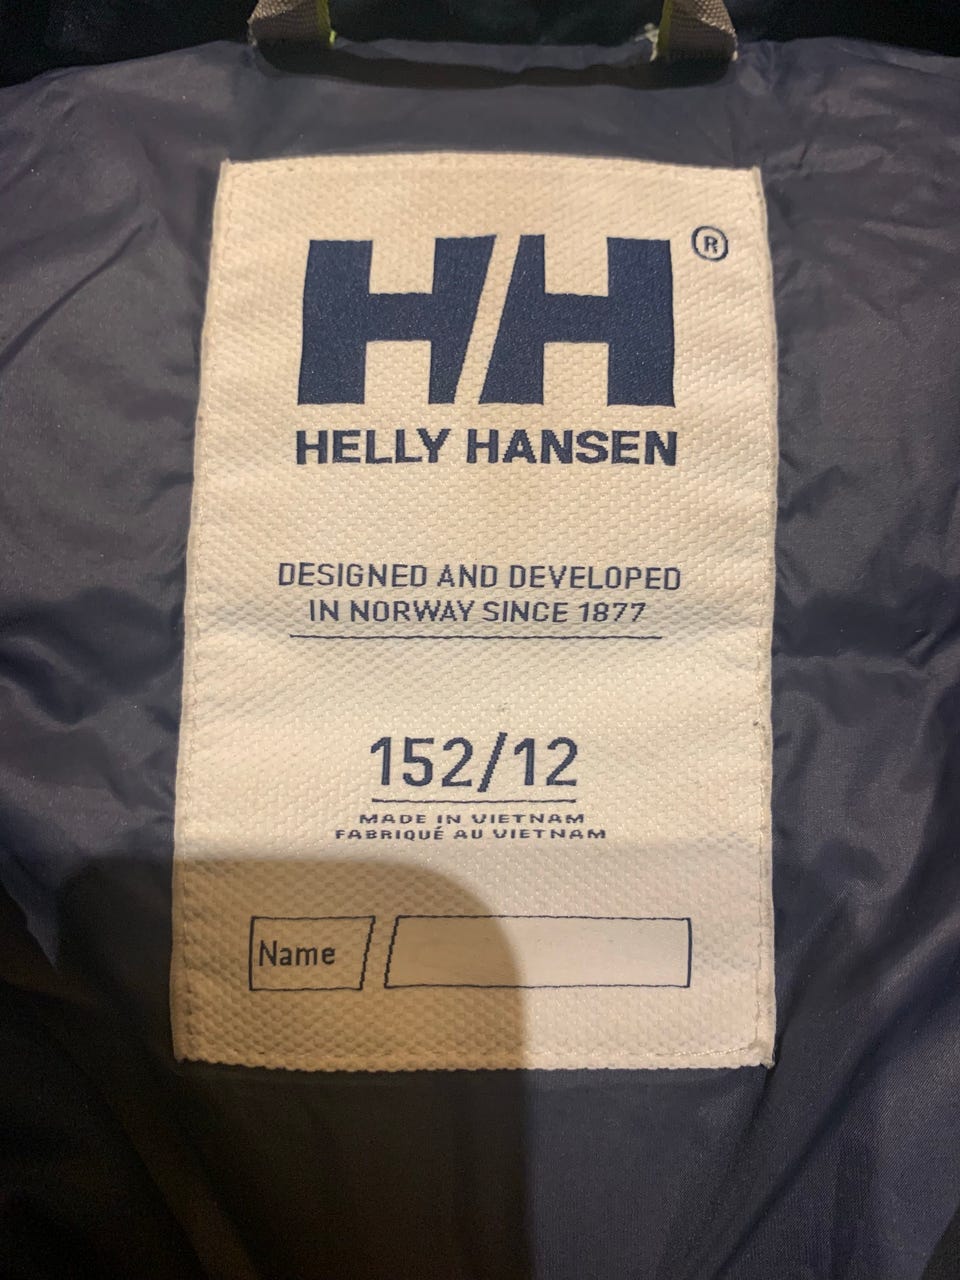 HH®
HELLY HANSEN
DESIGNED AND DEVELOPED
IN NORWAY SINCE 1877
152/12
MADE IN VIETNAM
FABRIQUÉ AU VIETNAM
Name